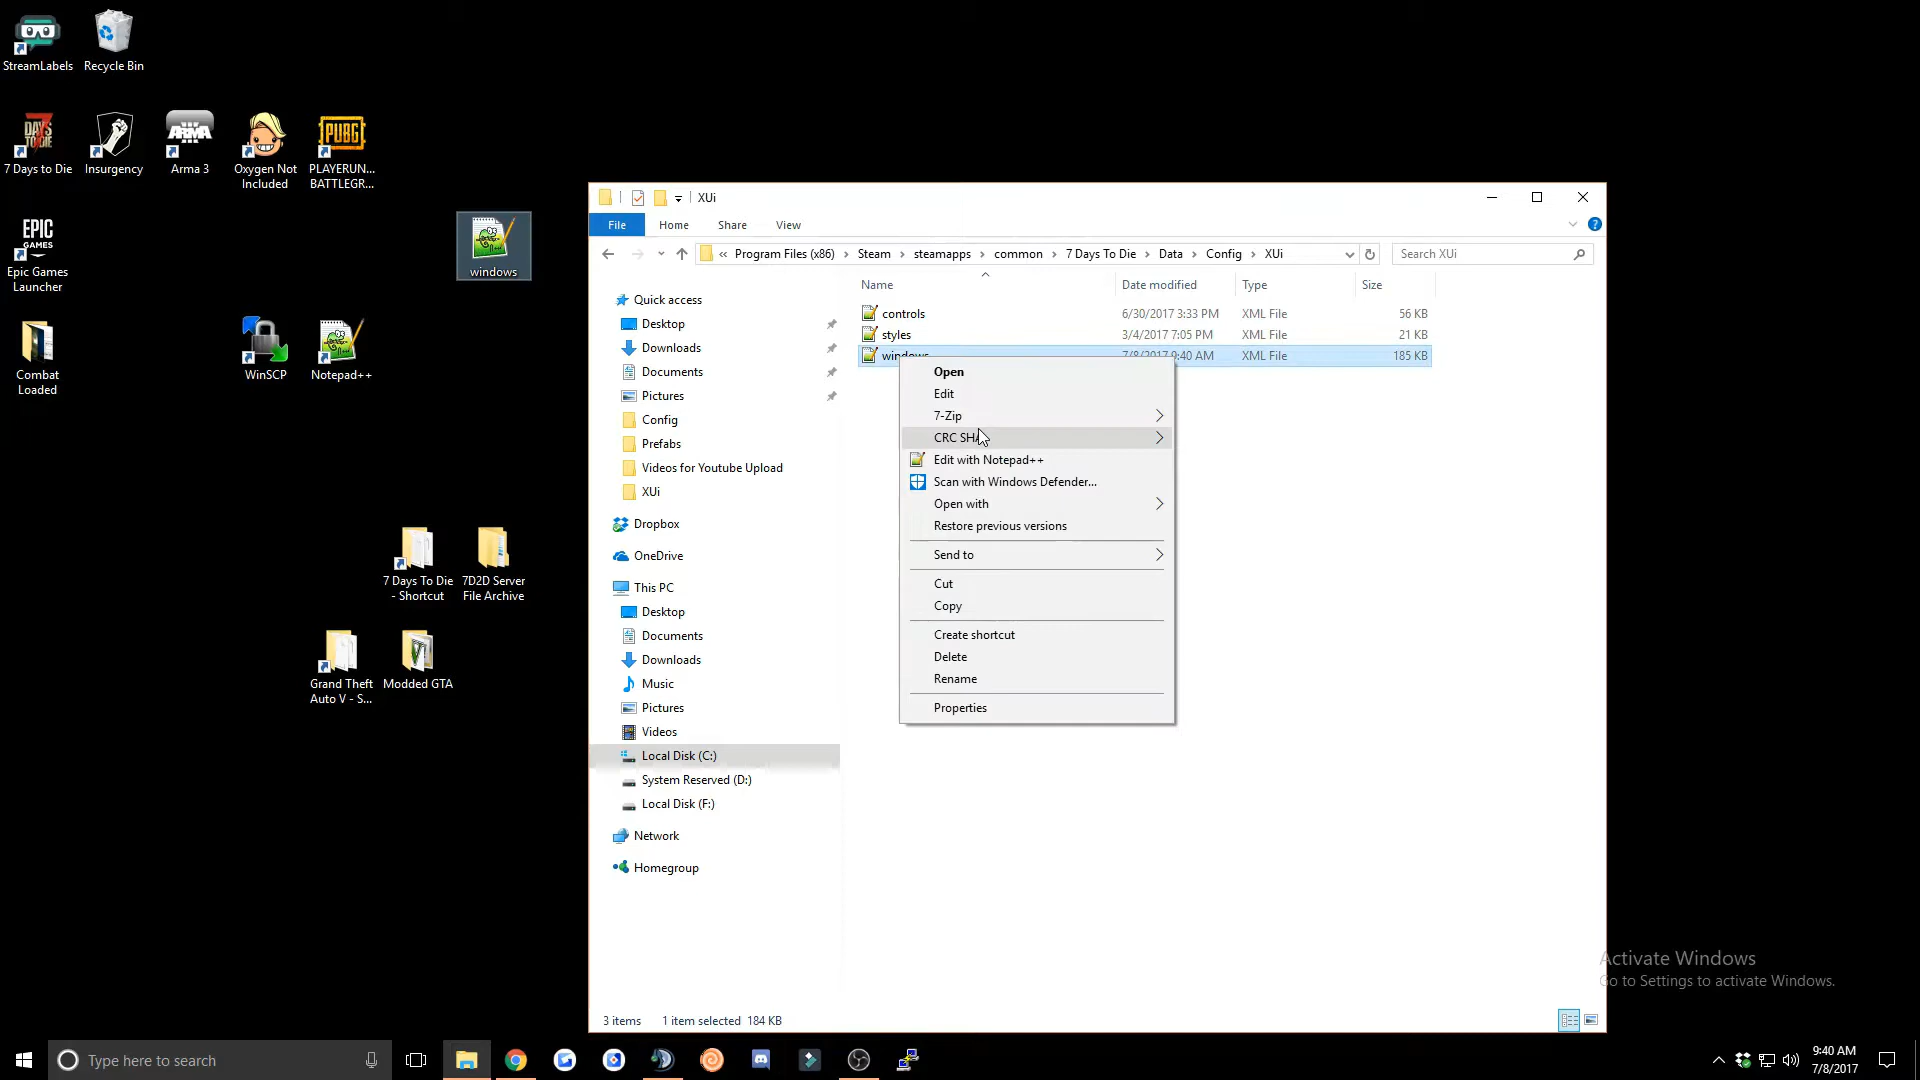 StreamLabels
Recycle Bin
7 Days to Die
Insurgency
Arma 3
Oxygen Not
Included
PLAYERUN...
BATTLEGR...
EPIC
GAMES
Epic Games
Launcher
windows
Combat
Loaded
WinSCP
Notepad++
7 Days To Die
- Shortcut
7D2D Server
File Archive
Grand Theft
Auto V - S...
Modded GTA
XUi
File
Home
Share
View
« Program Files (x86) › Steam › steamapps › common › 7 Days To Die › Data › Config › XUi
Search XUi
Name
Date modified
Type
Size
controls
6/30/2017 3:33 PM
XML File
56 KB
styles
3/4/2017 7:05 PM
XML File
21 KB
windows
7/8/2017 9:40 AM
XML File
185 KB
Quick access
Desktop
Downloads
Documents
Pictures
Config
Prefabs
Videos for Youtube Upload
XUi
Dropbox
OneDrive
This PC
Desktop
Documents
Downloads
Music
Pictures
Videos
Local Disk (C:)
System Reserved (D:)
Local Disk (F:)
Network
Homegroup
Open
Edit
7-Zip
CRC SHA
Edit with Notepad++
Scan with Windows Defender...
Open with
Restore previous versions
Send to
Cut
Copy
Create shortcut
Delete
Rename
Properties
3 items
1 item selected 184 KB
Activate Windows
Go to Settings to activate Windows.
Type here to search
9:40 AM
7/8/2017